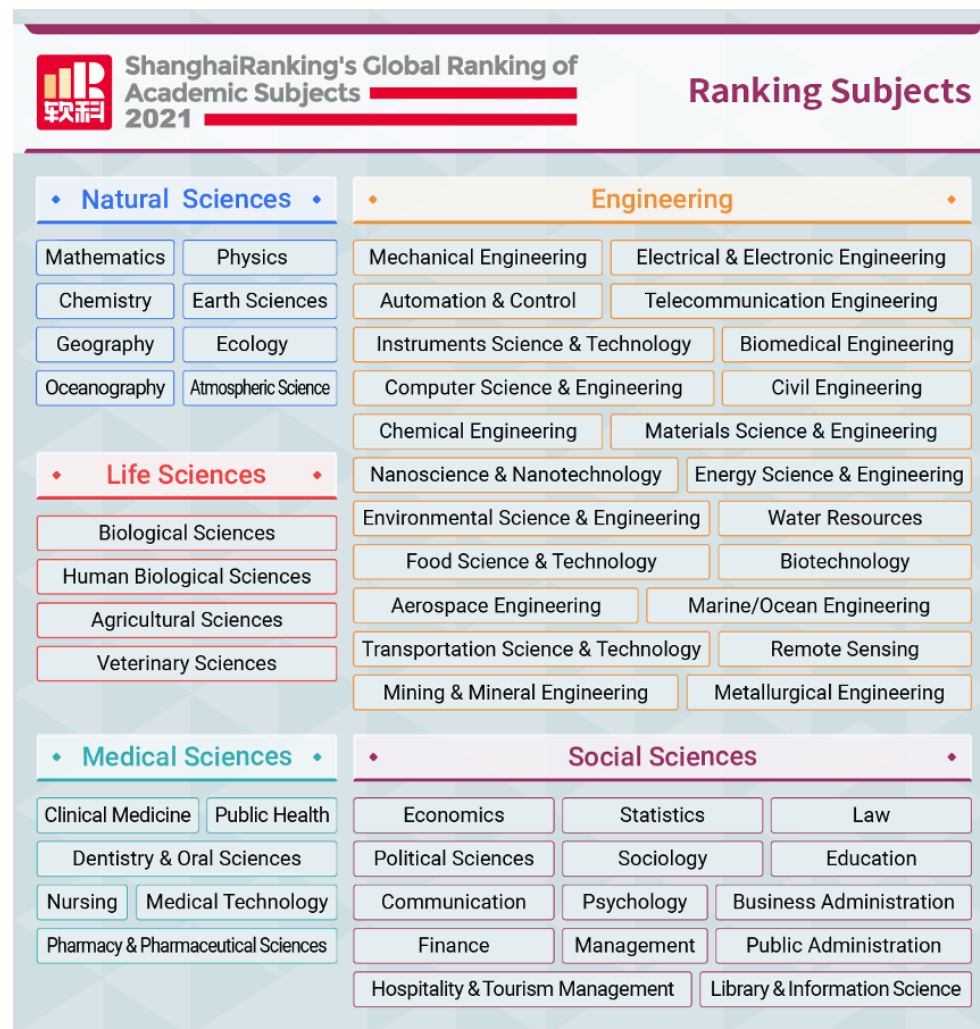 软科
ShanghaiRanking's Global Ranking of
Academic Subjects
2021
Ranking Subjects
Natural Sciences
Mathematics
Physics
Chemistry
Earth Sciences
Geography
Ecology
Oceanography
Atmospheric Science
Engineering
Mechanical Engineering
Electrical & Electronic Engineering
Automation & Control
Telecommunication Engineering
Instruments Science & Technology
Biomedical Engineering
Computer Science & Engineering
Civil Engineering
Chemical Engineering
Materials Science & Engineering
Nanoscience & Nanotechnology
Energy Science & Engineering
Environmental Science & Engineering
Water Resources
Food Science & Technology
Biotechnology
Aerospace Engineering
Marine/Ocean Engineering
Transportation Science & Technology
Remote Sensing
Mining & Mineral Engineering
Metallurgical Engineering
Life Sciences
Biological Sciences
Human Biological Sciences
Agricultural Sciences
Veterinary Sciences
Medical Sciences
Clinical Medicine
Public Health
Dentistry & Oral Sciences
Nursing
Medical Technology
Pharmacy & Pharmaceutical Sciences
Social Sciences
Economics
Statistics
Law
Political Sciences
Sociology
Education
Communication
Psychology
Business Administration
Finance
Management
Public Administration
Hospitality & Tourism Management
Library & Information Science